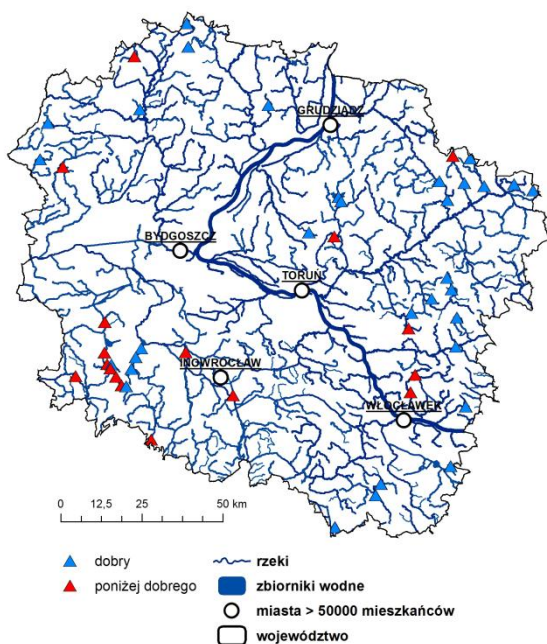 GRUDZIĄDZ
BYDGOSZCZ
TORUŃ
INOWROCŁAW
WŁOCŁAWEK
0 12,5 25 50 km
dobry
poniżej dobrego
rzeki
zbiorniki wodne
miasta > 50000 mieszkańców
województwo